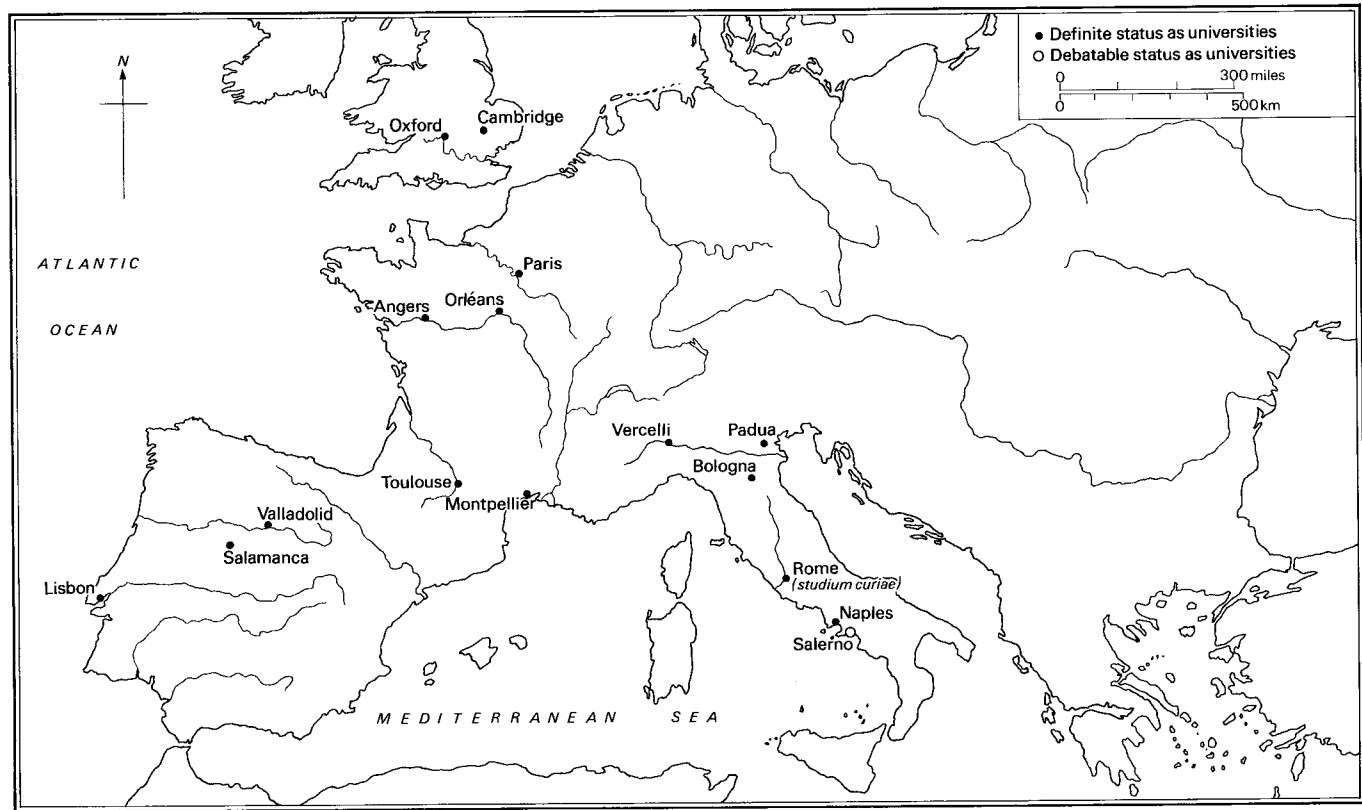 ● Definite status as universities
○ Debatable status as universities
0 300 miles
0 500 km
N
Oxford
Cambridge
ATLANTIC
OCEAN
Paris
Angers
Orléans
Vercelli
Padua
Bologna
Toulouse
Montpellier
Valladolid
Salamanca
Lisbon
Rome
(studium curiae)
Naples
Salerno
MEDITERRANEAN SEA